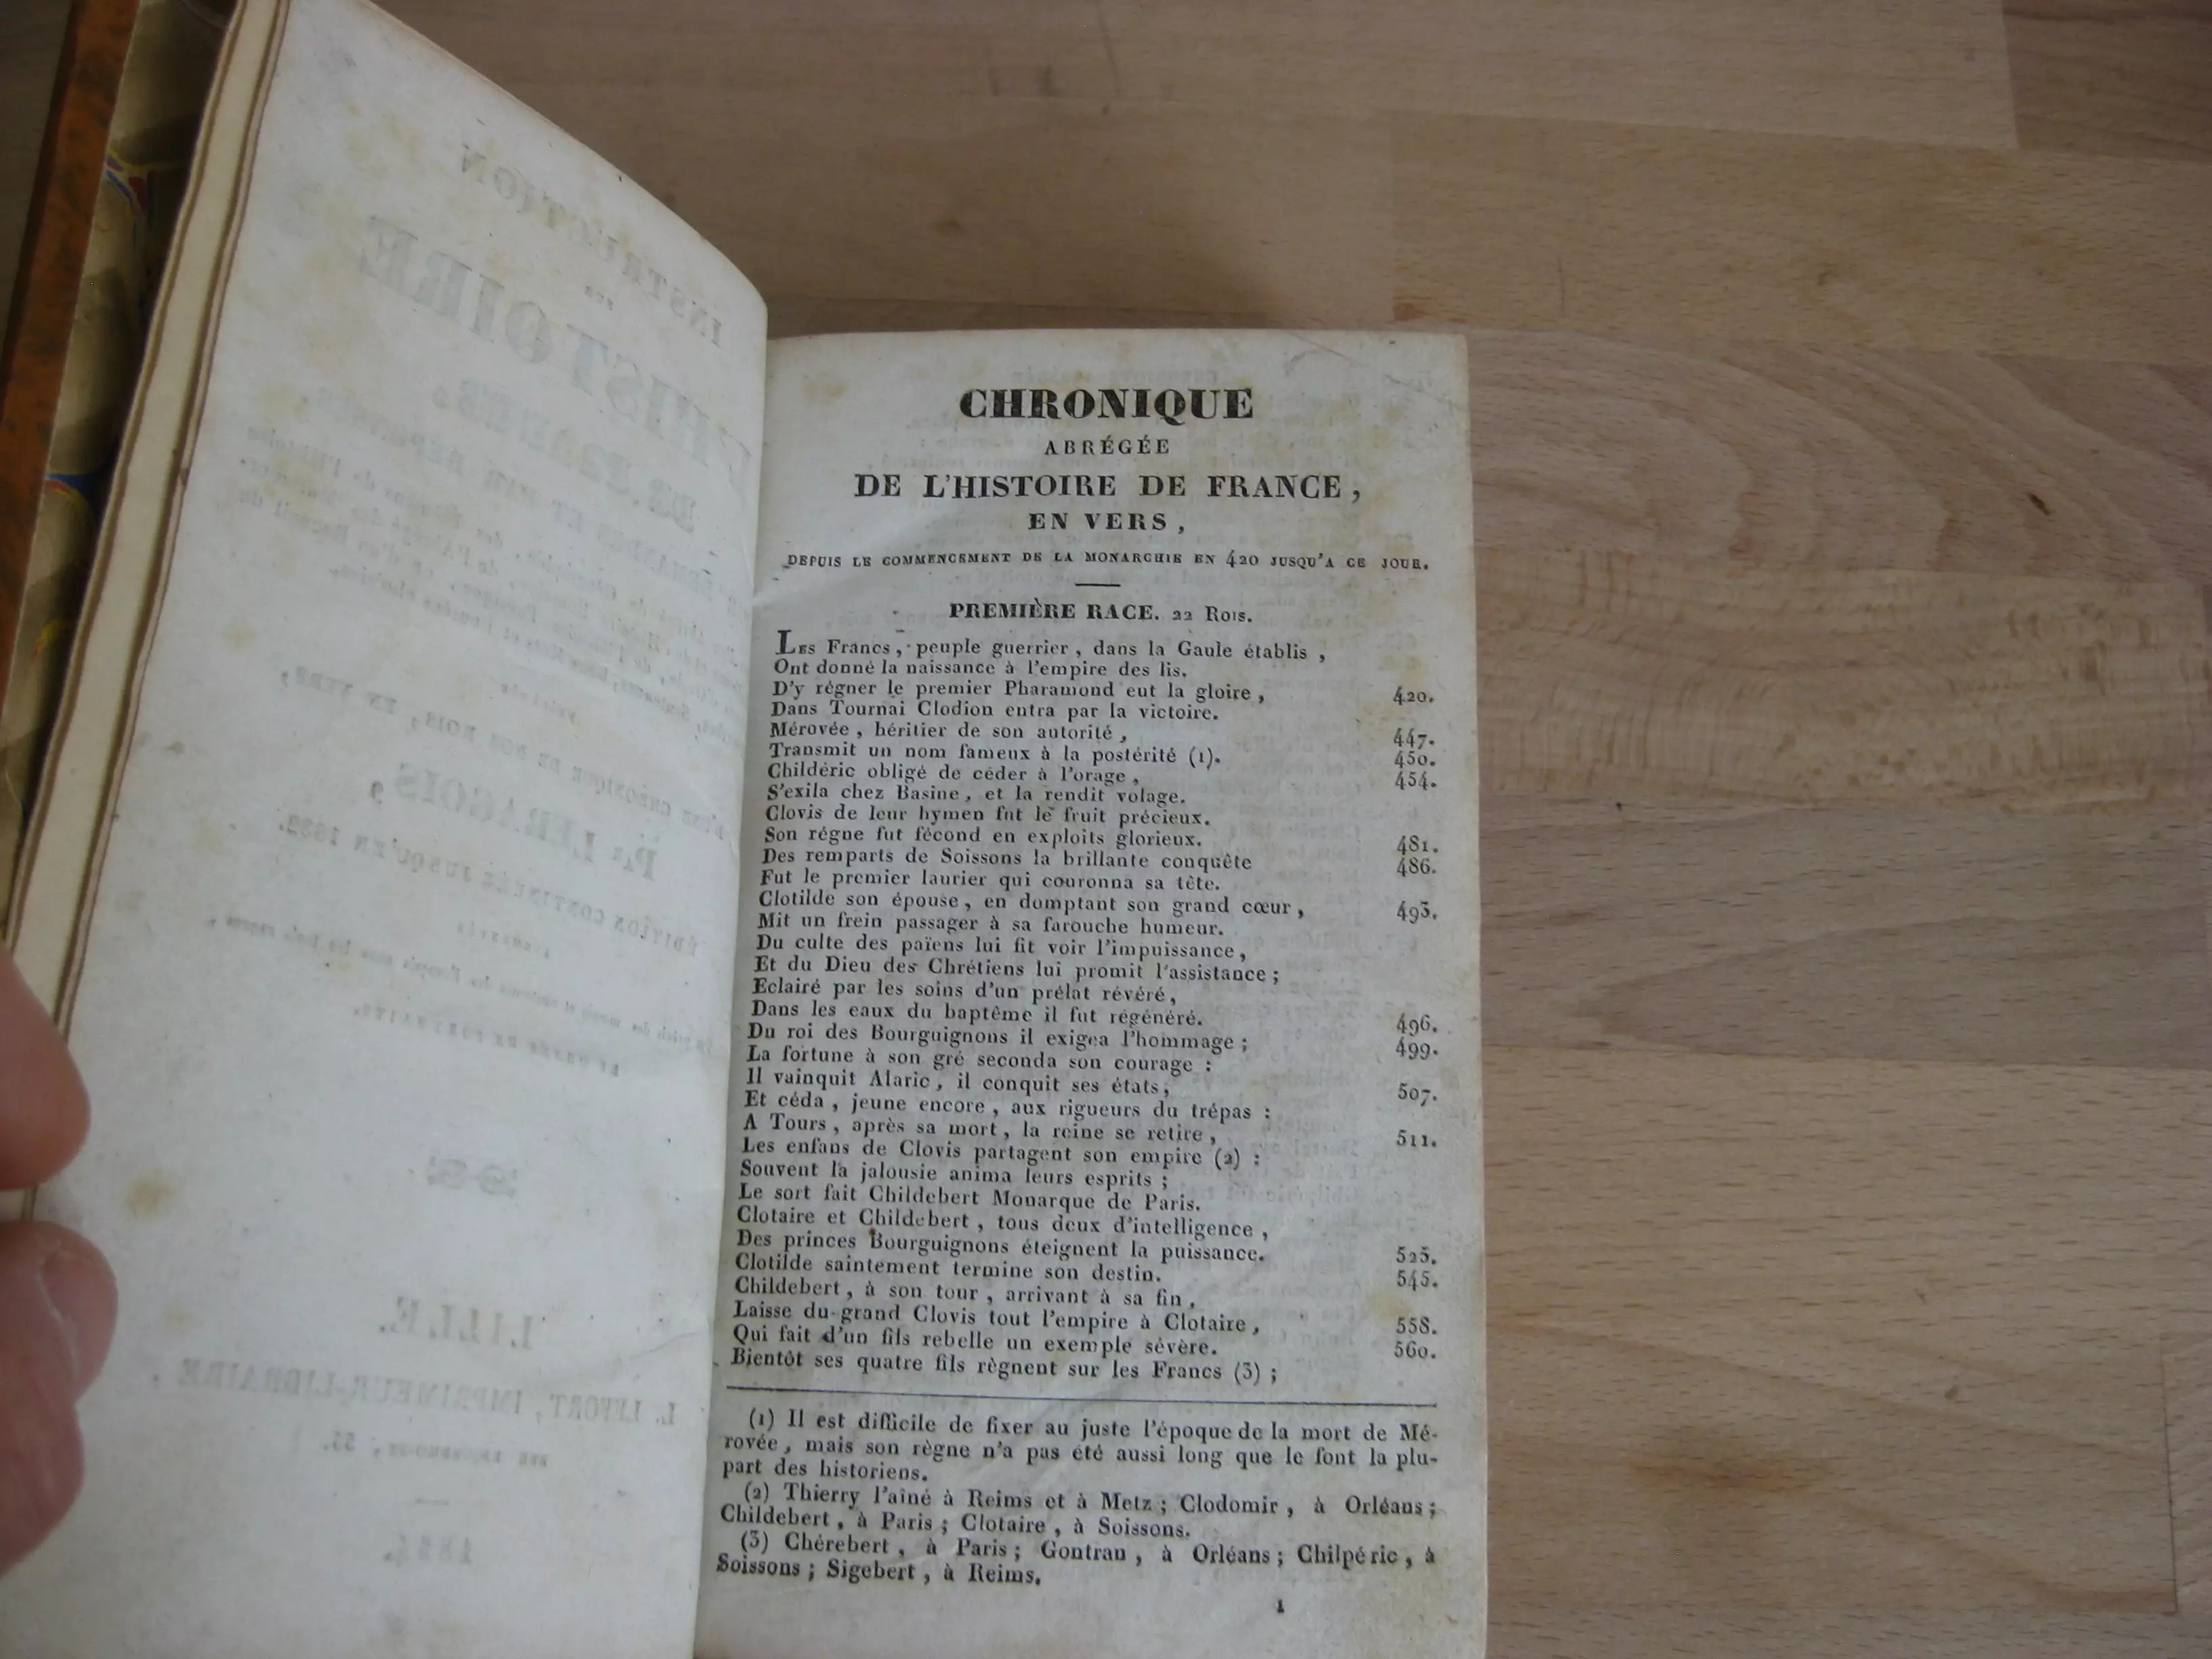 CHRONIQUE
ABRÉGÉE
DE L'HISTOIRE DE FRANCE,
EN VERS,
DEPUIS LE COMMENCEMENT DE LA MONARCHIE EN 420 JUSQU'A CE JOUR.
PREMIÈRE RACE. 22 Rois.
Les Francs, peuple guerrier, dans la Gaule établis,
Ont donné la naissance à l'empire des lis.
D'y régner le premier Pharamond eut la gloire, 420.
Dans Tournai Clodion entra par la victoire.
Mérovée, héritier de son autorité, 447.
Transmit un nom fameux à la postérité (1). 450.
Childéric obligé de céder à l'orage, 454.
S'exila chez Basine, et la rendit volage.
Clovis de leur hymen fut le fruit précieux.
Son régne fut fécond en exploits glorieux. 481.
Des remparts de Soissons la brillante conquête 486.
Fut le premier laurier qui couronna sa tête.
Clotilde son épouse, en domptant son grand cœur, 493.
Mit un frein passager à sa farouche humeur.
Du culte des païens lui fit voir l'impuissance,
Et du Dieu des Chrétiens lui promit l'assistance;
Eclairé par les soins d'un prélat révéré,
Dans les eaux du baptême il fut régénéré. 496.
Du roi des Bourguignons il exigea l'hommage; 499.
La fortune à son gré seconda son courage:
Il vainquit Alaric, il conquit ses états, 507.
Et céda, jeune encore, aux rigueurs du trépas:
A Tours, après sa mort, la reine se retire, 511.
Les enfans de Clovis partagent son empire (2):
Souvent la jalousie anima leurs esprits;
Le sort fait Childebert Monarque de Paris.
Clotaire et Childebert, tous deux d'intelligence,
Des princes Bourguignons éteignent la puissance. 525.
Clotilde saintement termine son destin. 545.
Childebert, à son tour, arrivant à sa fin,
Laisse du grand Clovis tout l'empire à Clotaire, 558.
Qui fait d'un fils rebelle un exemple sévère. 560.
Bientôt ses quatre fils règnent sur les Francs (3);
(1) Il est difficile de fixer au juste l'époque de la mort de Mé-
rovée, mais son règne n'a pas été aussi long que le font la plu-
part des historiens.
(2) Thierry l'aîné à Reims et à Metz; Clodomir, à Orléans;
Childebert, à Paris; Clotaire, à Soissons.
(3) Chérebert, à Paris; Gontran, à Orléans; Chilpéric, à
Soissons; Sigebert, à Reims.
1